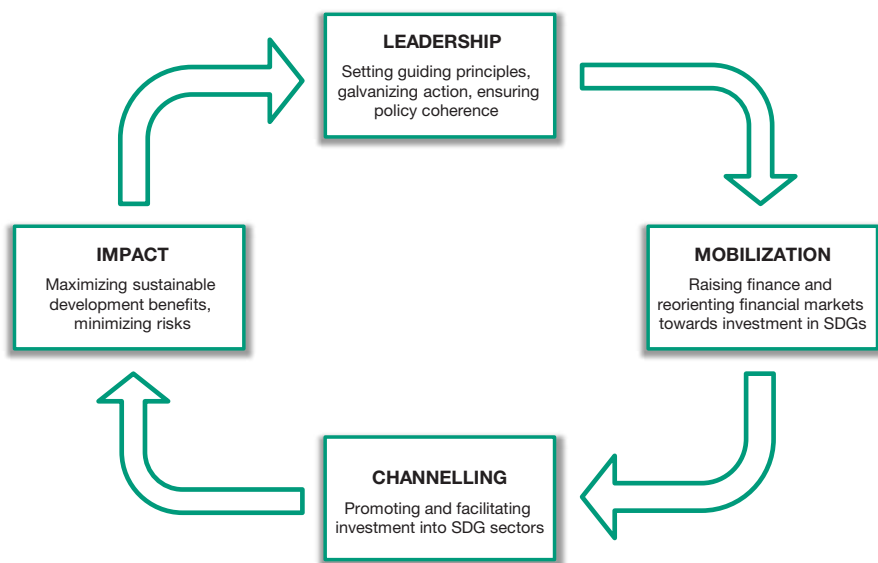 LEADERSHIP
Setting guiding principles,
galvanizing action, ensuring
policy coherence
IMPACT
Maximizing sustainable
development benefits,
minimizing risks
MOBILIZATION
Raising finance and
reorienting financial markets
towards investment in SDGs
CHANNELLING
Promoting and facilitating
investment into SDG sectors